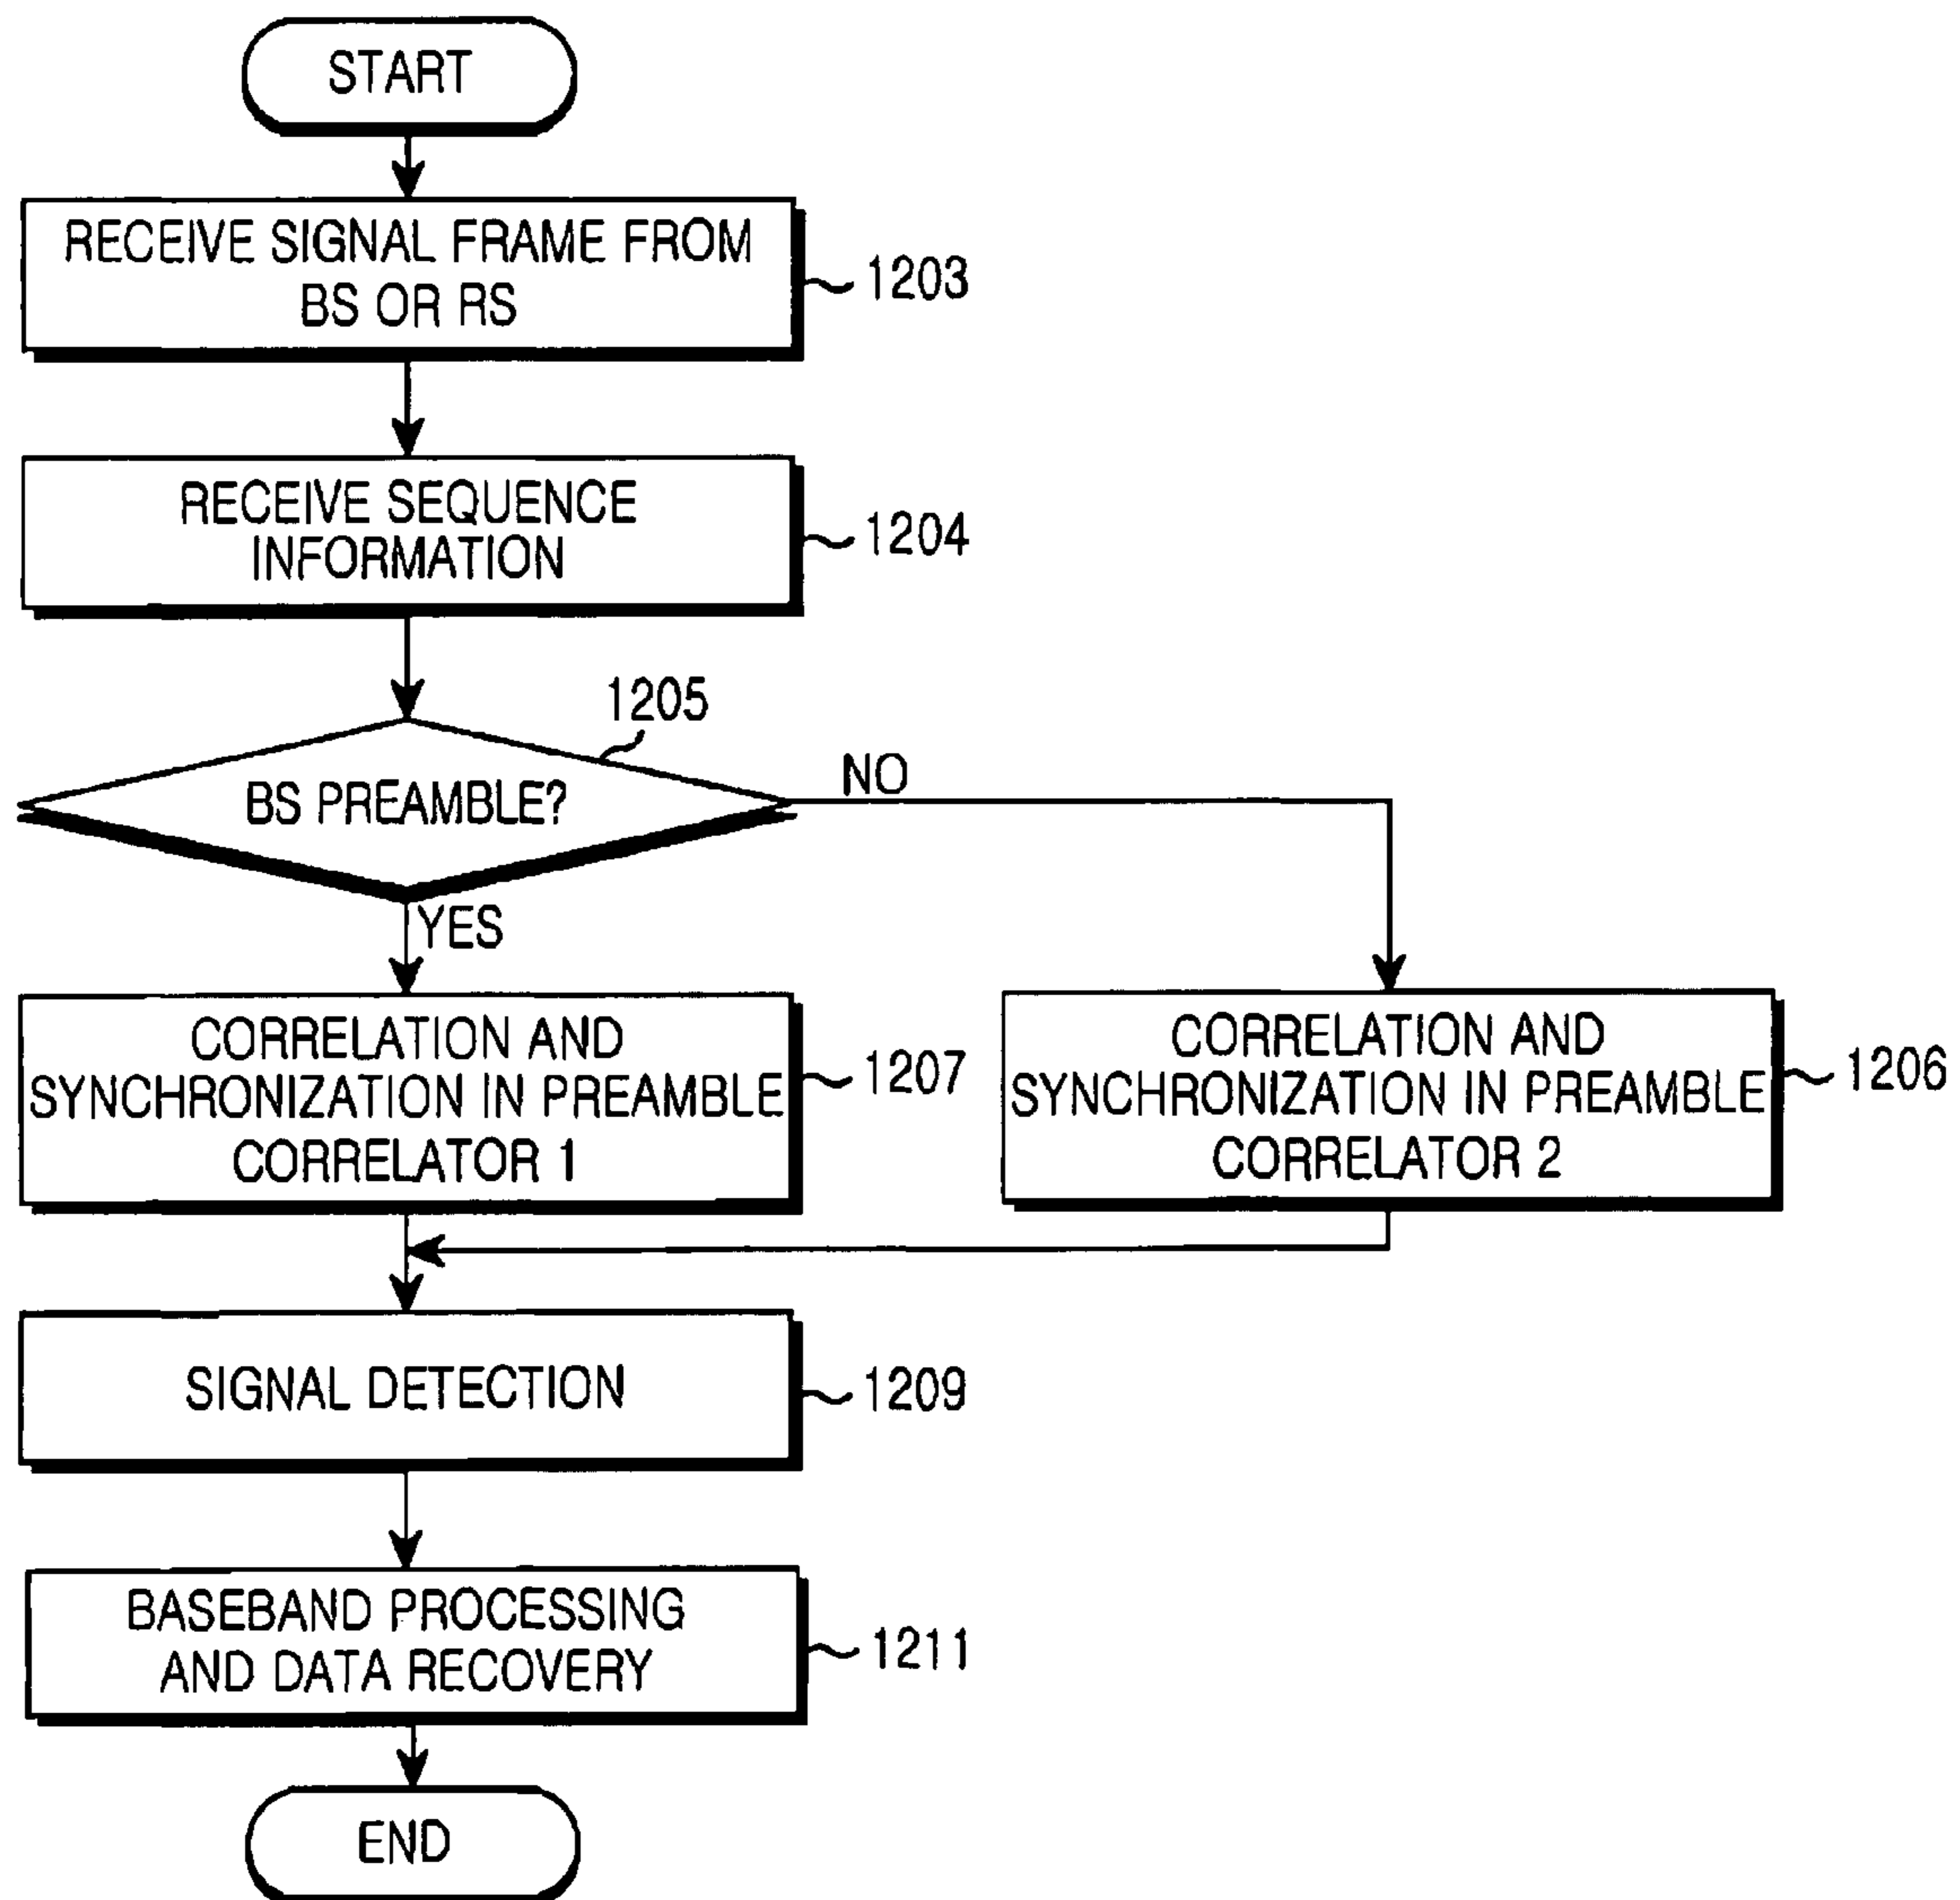 START
RECEIVE SIGNAL FRAME FROM
BS OR RS
1203
RECEIVE SEQUENCE
INFORMATION
1204
1205
BS PREAMBLE?
NO
YES
CORRELATION AND
SYNCHRONIZATION IN PREAMBLE
CORRELATOR 1
1207
CORRELATION AND
SYNCHRONIZATION IN PREAMBLE
CORRELATOR 2
1206
SIGNAL DETECTION
1209
BASEBAND PROCESSING
AND DATA RECOVERY
1211
END